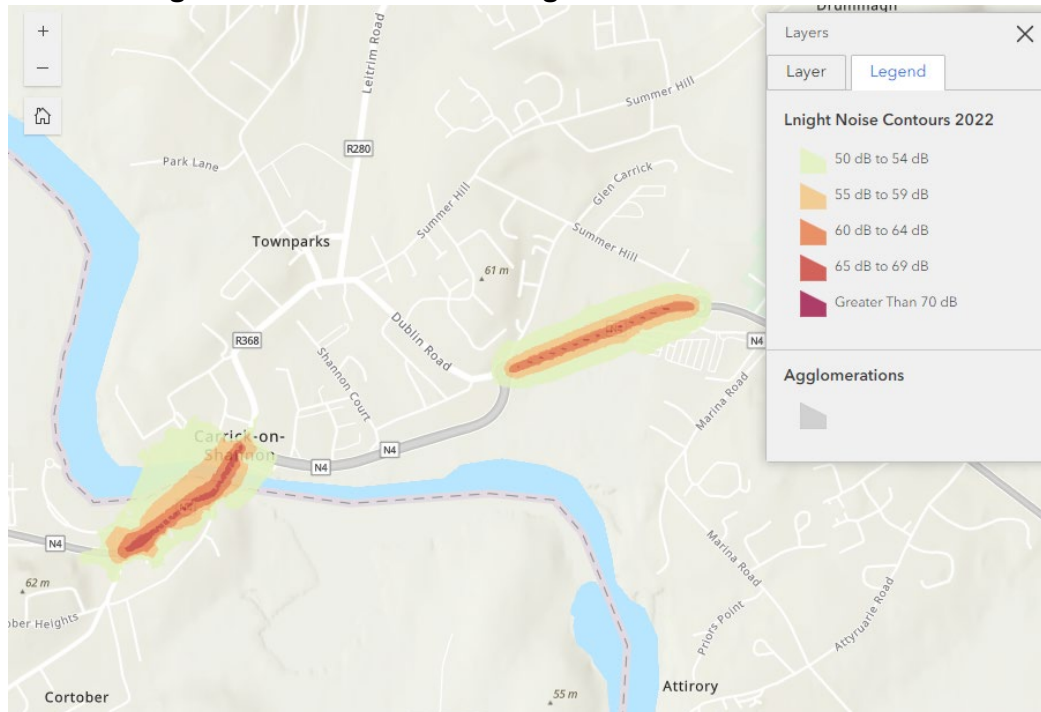 Drummagh
+
−
Layers
Layer
Legend
Lnight Noise Contours 2022
50 dB to 54 dB
55 dB to 59 dB
60 dB to 64 dB
65 dB to 69 dB
Greater Than 70 dB
Agglomerations
Leitrim Road
Summer Hill
R280
Park Lane
Glen Carrick
Summer Hill
Summer Hill
Townparks
61 m
Dublin Road
R368
N4
Shannon Court
Marina Road
Carrick-on-
Shannon
N4
N4
N4
Marina Road
62 m
ober Heights
Priors Point
Attyruarie Road
Cortober
55 m
Attirory